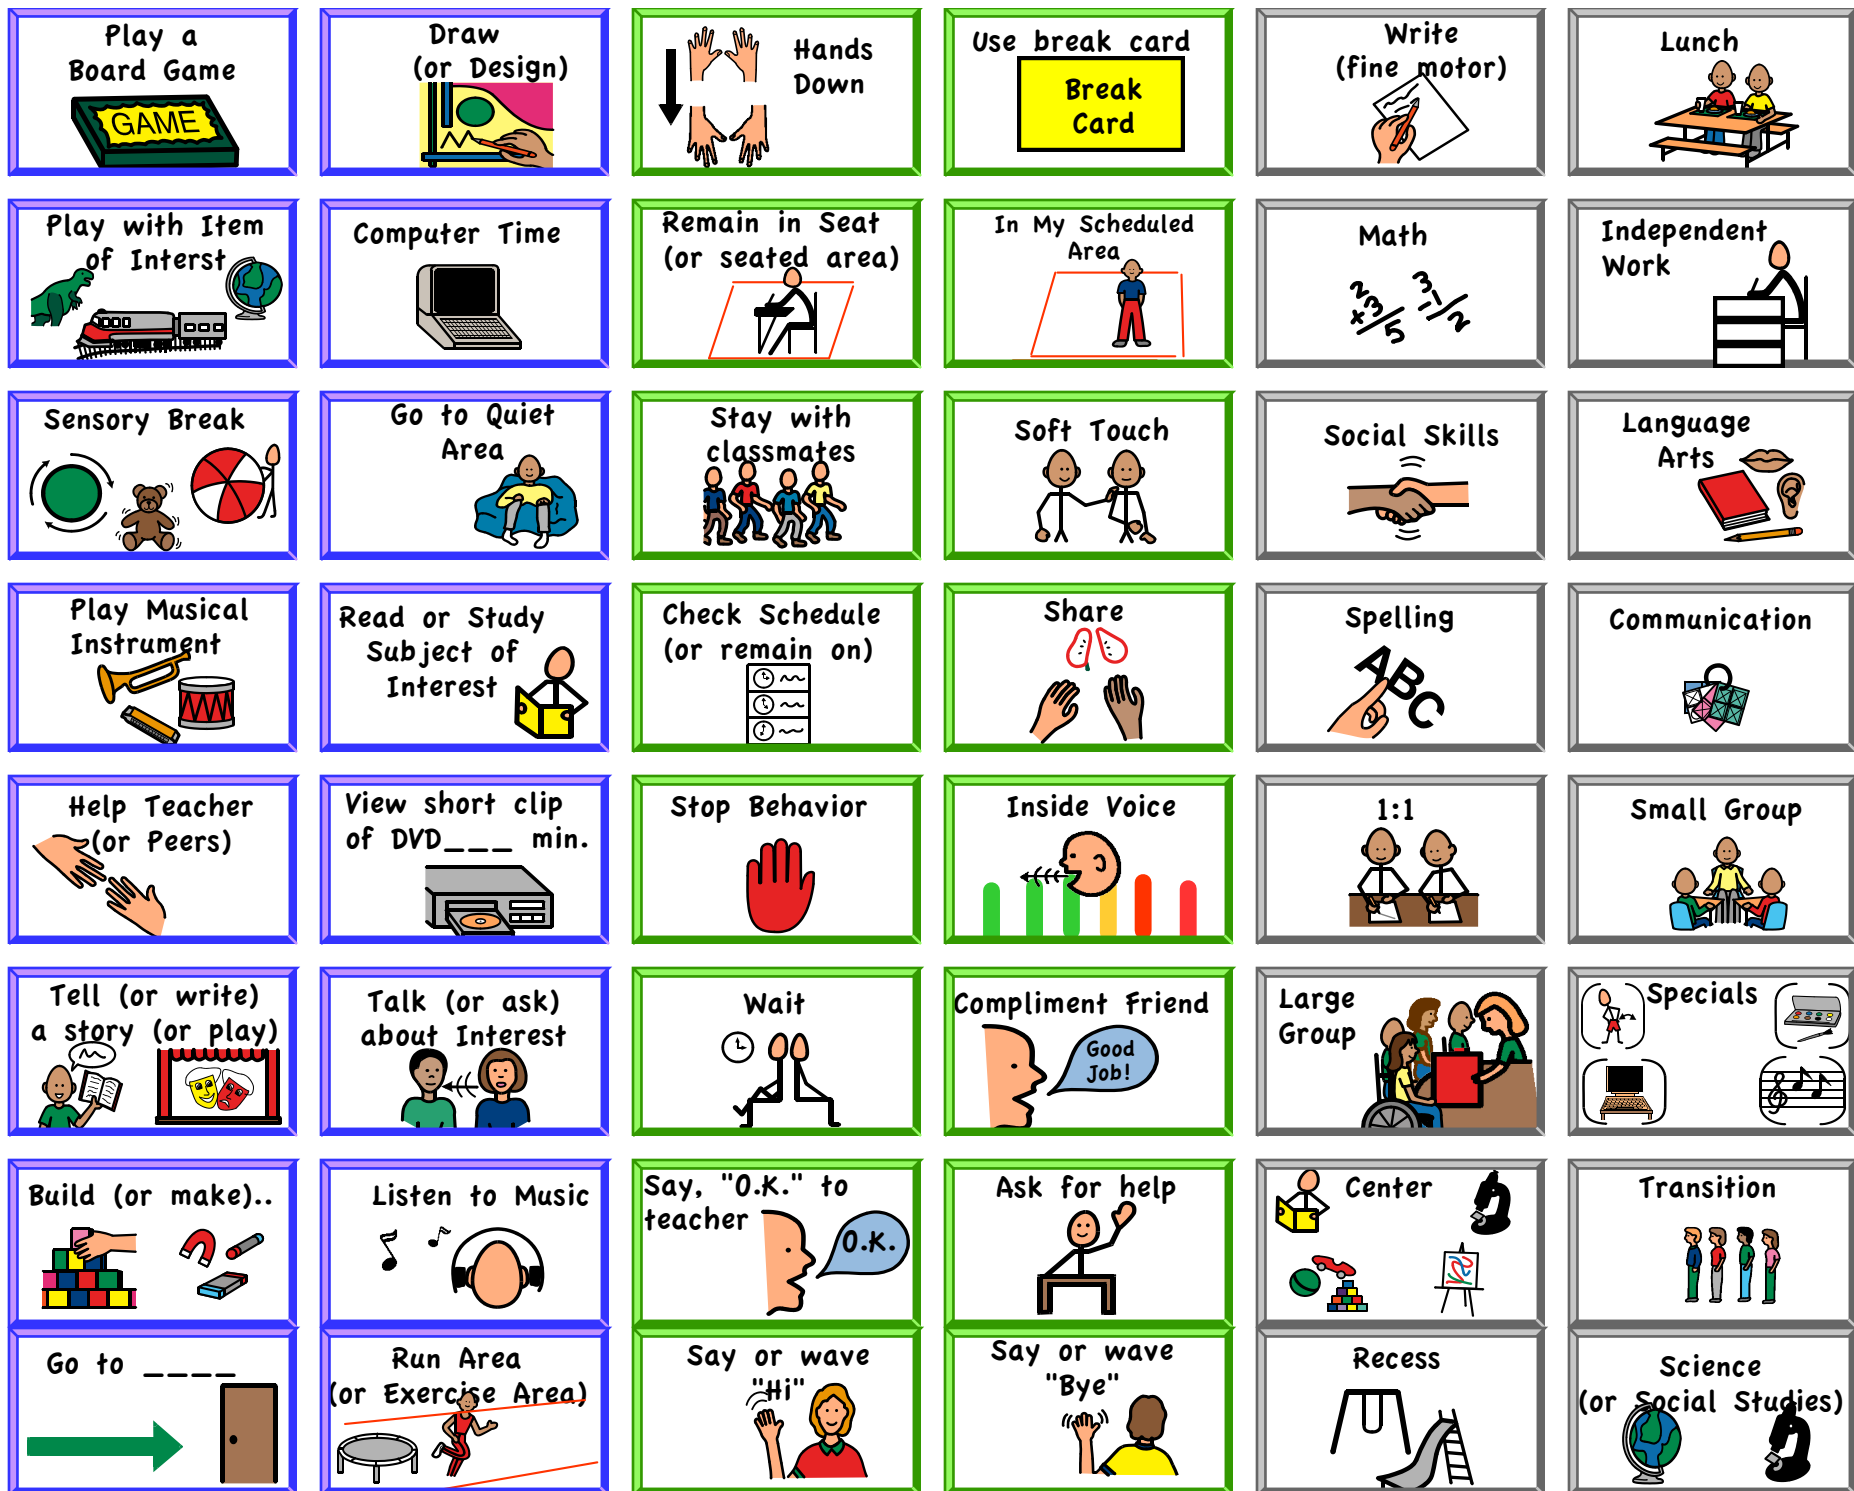 Play a
Board Game
GAME
Draw
(or Design)
Hands
Down
Use break card
Break
Card
Write
(fine motor)
Lunch
Play with Item
of Interst
Computer Time
Remain in Seat
(or seated area)
In My Scheduled
Area
Math
2
+3
5
3
-1
2
Independent
Work
Sensory Break
Go to Quiet
Area
Stay with
classmates
Soft Touch
Social Skills
Language
Arts
Play Musical
Instrument
Read or Study
Subject of
Interest
Check Schedule
(or remain on)
Share
Spelling
ABC
Communication
Help Teacher
(or Peers)
View short clip
of DVD___ min.
Stop Behavior
Inside Voice
1:1
Small Group
Tell (or write)
a story (or play)
Talk (or ask)
about Interest
Wait
Compliment Friend
Good
Job!
Large
Group
Specials
Build (or make)..
Listen to Music
Say, "O.K." to
teacher
O.K.
Ask for help
Center
Transition
Go to ____
Run Area
(or Exercise Area)
Say or wave
"Hi"
Say or wave
"Bye"
Recess
Science
(or Social Studies)